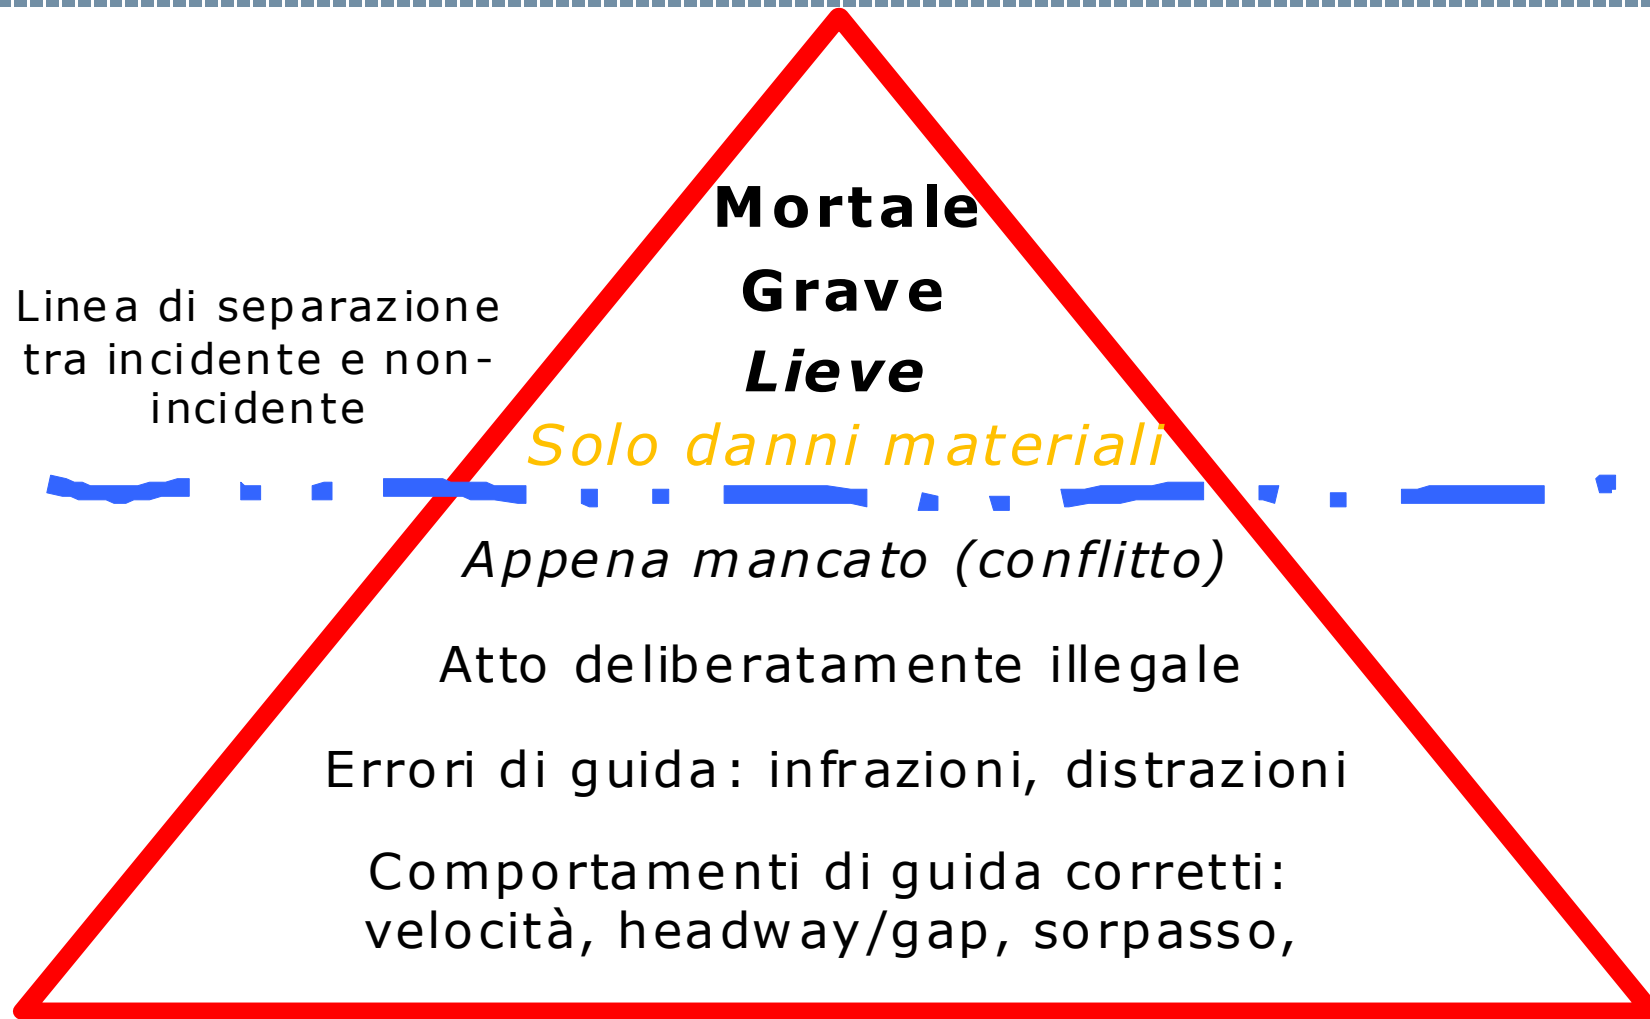 Mortale
Grave
Linea di separazione
tra incidente e non-
incidente
Lieve
Solo danni materiali
Appena mancato (conflitto)
Atto deliberatamente illegale
Errori di guida: infrazioni, distrazioni
Comportamenti di guida corretti:
velocità, headway/gap, sorpasso,